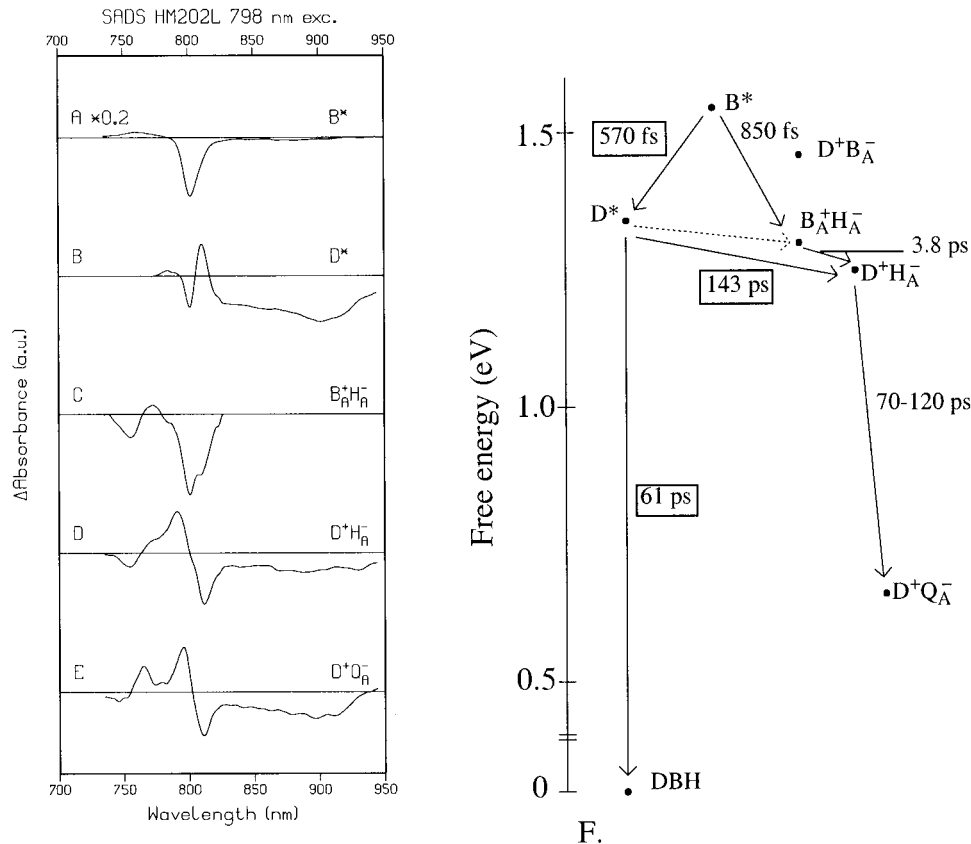 SADS HM202L 798 nm exc.
700 750 800 850 900 950
A *0.2 B*
B D*
C B_A^+H_A^-
D D^+H_A^-
E D^+Q_A^-
ΔAbsorbance (a.u.)
700 750 800 850 900 950
Wavelength (nm)
Free energy (eV)
1.5
1.0
0.5
0
B*
570 fs
850 fs
D^+B_A^-
D*
B_A^+H_A^-
3.8 ps
D^+H_A^-
143 ps
70-120 ps
61 ps
D^+Q_A^-
DBH
F.